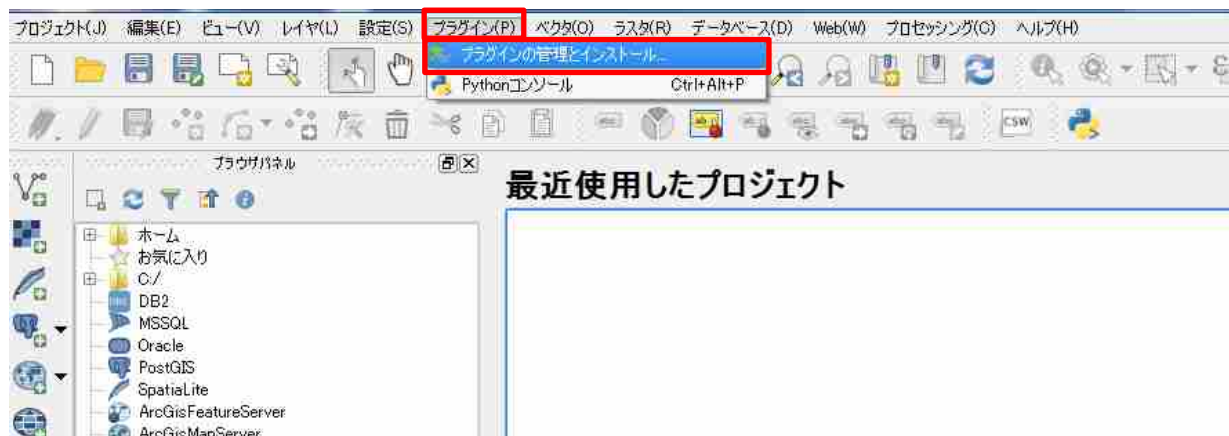 プロジェクト(J) 編集(E) ビュー(V) レイヤ(L) 設定(S) プラグイン(P) ベクタ(O) ラスタ(R) データベース(D) Web(W) プロセッシング(C) ヘルプ(H)
プラグインの管理とインストール...
Pythonコンソール Ctrl+Alt+P
CSW
ブラウザパネル
最近使用したプロジェクト
ホーム
お気に入り
C:/
DB2
MSSQL
Oracle
PostGIS
SpatiaLite
ArcGisFeatureServer
ArcGisMapServer